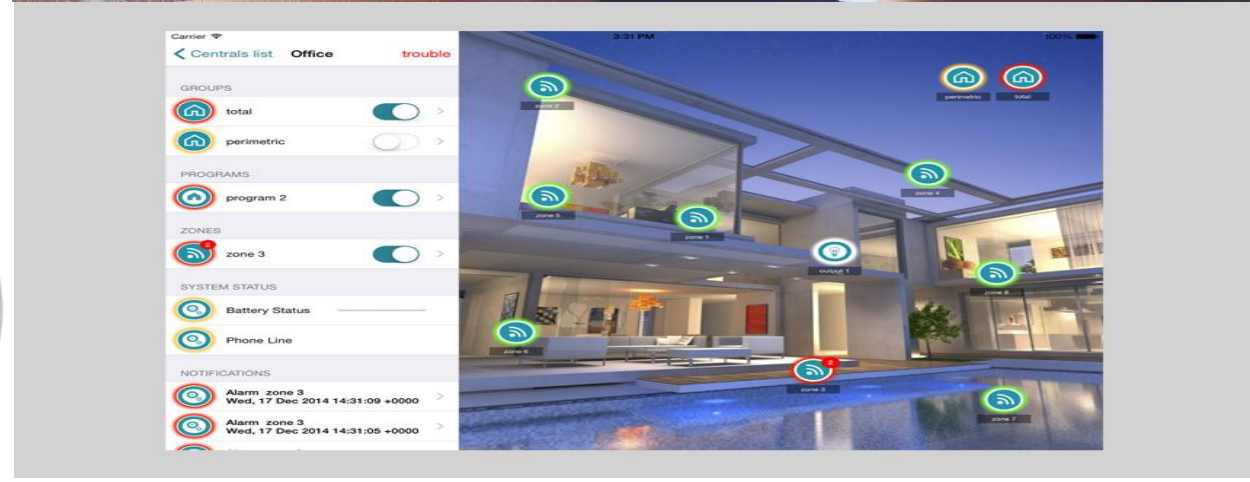 Carrier
3:31 PM
100%
Centrals list
Office
trouble
GROUPS
total
perimetric
PROGRAMS
program 2
ZONES
2
zone 3
SYSTEM STATUS
Battery Status
Phone Line
NOTIFICATIONS
Alarm zone 3
Wed, 17 Dec 2014 14:31:09 +0000
Alarm zone 3
Wed, 17 Dec 2014 14:31:05 +0000
perimetric
total
zone 2
zone 4
zone 5
zone 1
output 1
zone 8
zone 6
2
zone 3
zone 7